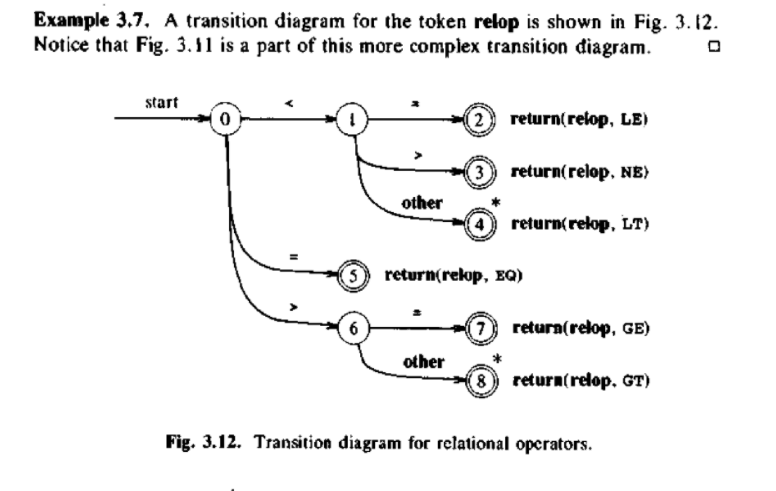 Example 3.7. A transition diagram for the token relop is shown in Fig. 3.12.
Notice that Fig. 3.11 is a part of this more complex transition diagram. □
start
0
<
1
=
2
return(relop, LE)
>
3
return(relop, NE)
other
4
*
return(relop, LT)
=
5
return(relop, EQ)
>
6
=
7
return(relop, GE)
other
8
*
return(relop, GT)
Fig. 3.12. Transition diagram for relational operators.